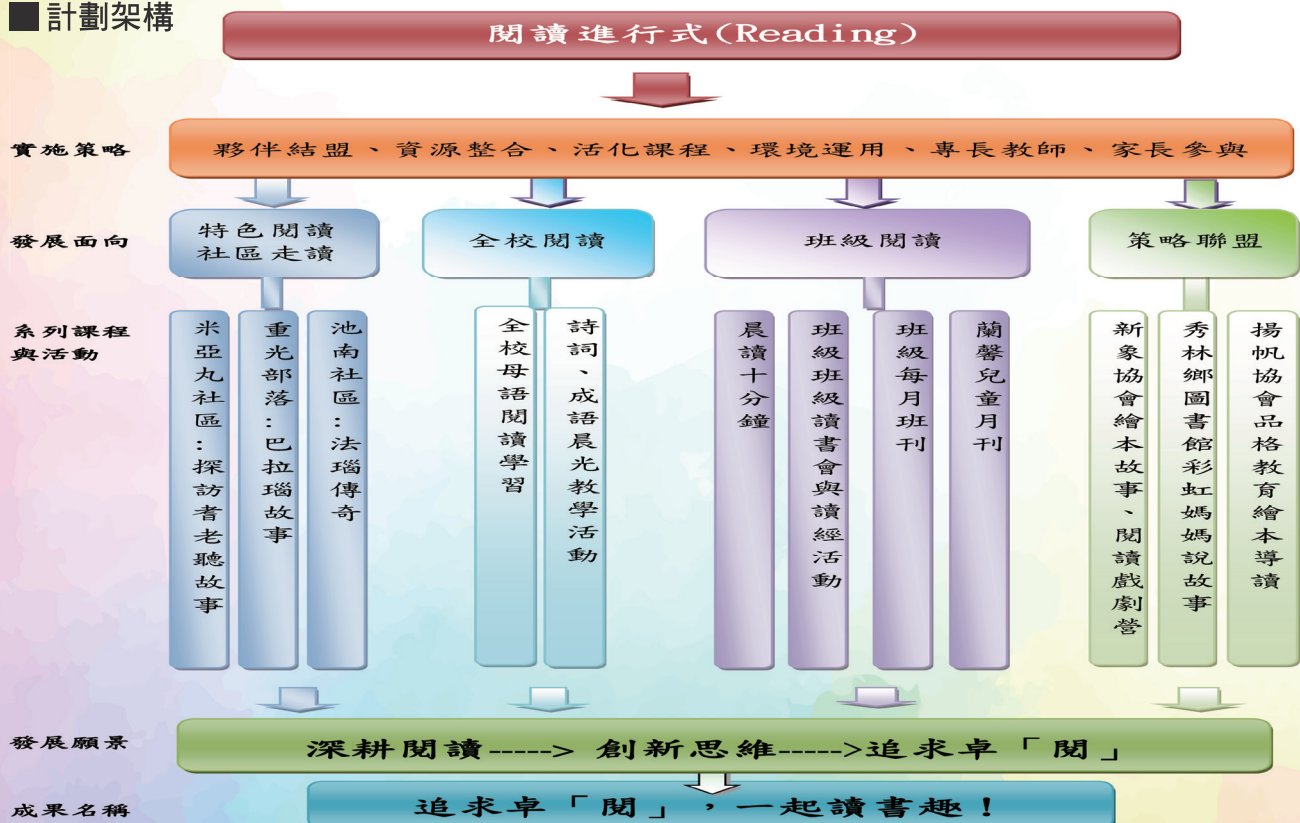 ■計劃架構
閱讀進行式(Reading)
實施策略
夥伴結盟、資源整合、活化課程、環境運用、專長教師、家長參與
發展面向
特色閱讀
社區走讀
全校閱讀
班級閱讀
策略聯盟
系列課程
與活動
米亞丸社區：探訪者老聽故事
重光部落：巴拉瑙故事
池南社區：法瑙傳奇
全校母語閱讀學習
詩詞、成語晨光教學活動
晨讀十分鐘
班級班級讀書會與讀經活動
班級每月班刊
蘭馨兒童月刊
新象協會繪本故事、閱讀戲劇營
秀林鄉圖書館彩虹媽媽說故事
揚帆協會品格教育繪本導讀
發展願景
深耕閱讀-----> 創新思維----->追求卓「閱」
成果名稱
追求卓「閱」，一起讀書趣！